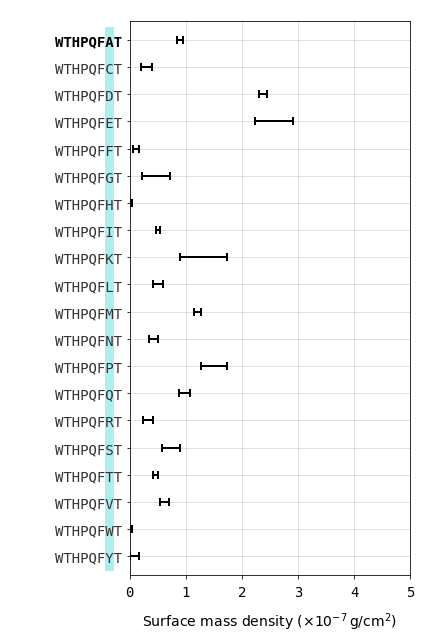 WTHPQFAT
WTHPQFCT
WTHPQFDT
WTHPQFET
WTHPQFFT
WTHPQFGT
WTHPQFHT
WTHPQFIT
WTHPQFKT
WTHPQFLT
WTHPQFMT
WTHPQFNT
WTHPQFPT
WTHPQFQT
WTHPQFRT
WTHPQFST
WTHPQFTT
WTHPQFVT
WTHPQFWT
WTHPQFYT
0 1 2 3 4 5
Surface mass density (×10⁻⁷ g/cm²)